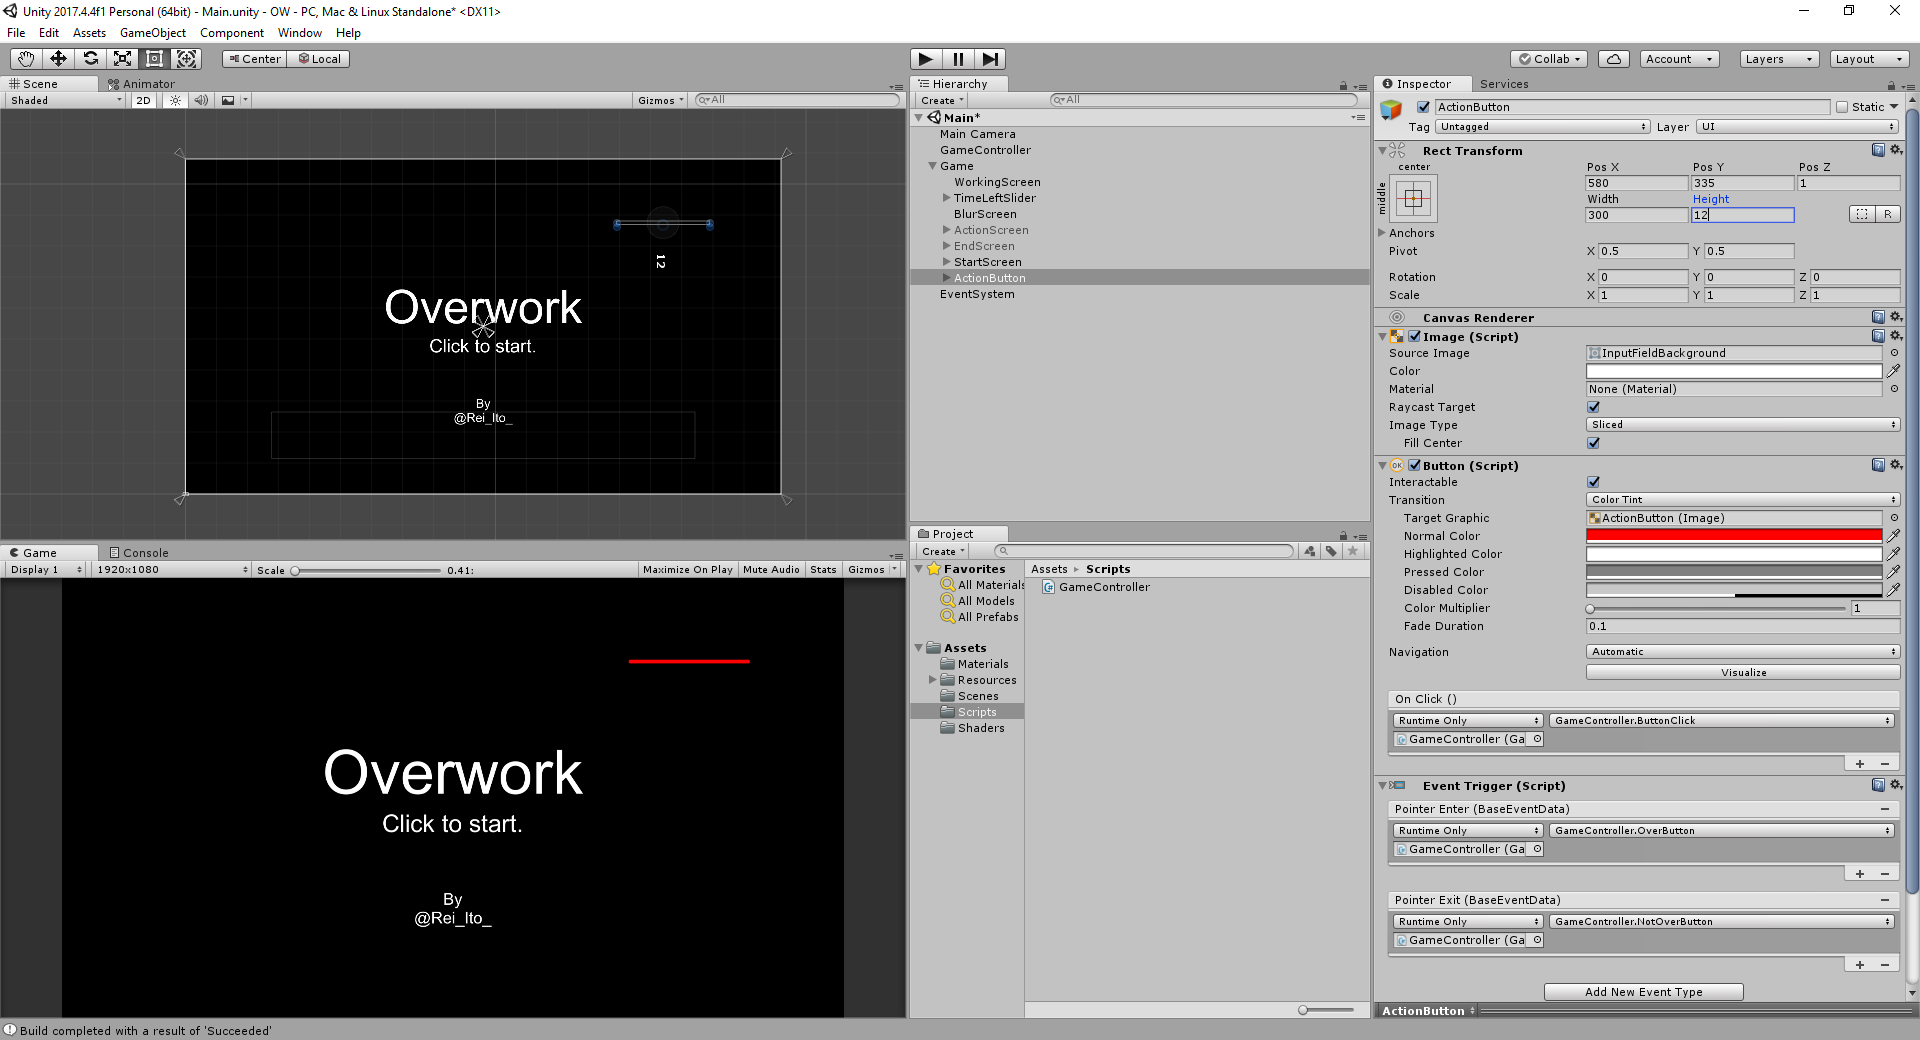 Unity 2017.4.4f1 Personal (64bit) - Main.unity - OW - PC, Mac & Linux Standalone* <DX11>
File Edit Assets GameObject Component Window Help
Center Local
Collab Account Layers Layout
Scene Animator
Shaded 2D Gizmos All
12
Overwork
Click to start.
By
@Rei_Ito_
Game Console
Display 1 1920x1080 Scale 0.41: Maximize On Play Mute Audio Stats Gizmos
Overwork
Click to start.
By
@Rei_Ito_
Build completed with a result of 'Succeeded'
Hierarchy
Create All
Main*
Main Camera
GameController
Game
WorkingScreen
TimeLeftSlider
BlurScreen
ActionScreen
EndScreen
StartScreen
ActionButton
EventSystem
Project
Create
Favorites
All Materials
All Models
All Prefabs
Assets
Materials
Resources
Scenes
Scripts
Shaders
Assets Scripts
GameController
Inspector Services
ActionButton Static
Tag Untagged Layer UI
Rect Transform
center
middle
Pos X Pos Y Pos Z
580 335 1
Width Height
300 12
R
Anchors
Pivot X 0.5 Y 0.5
Rotation X 0 Y 0 Z 0
Scale X 1 Y 1 Z 1
Canvas Renderer
Image (Script)
Source Image InputFieldBackground
Color
Material None (Material)
Raycast Target
Image Type Sliced
Fill Center
OK Button (Script)
Interactable
Transition Color Tint
Target Graphic ActionButton (Image)
Normal Color
Highlighted Color
Pressed Color
Disabled Color
Color Multiplier 1
Fade Duration 0.1
Navigation Automatic
Visualize
On Click ()
Runtime Only GameController.ButtonClick
GameController (Ga
Event Trigger (Script)
Pointer Enter (BaseEventData)
Runtime Only GameController.OverButton
GameController (Ga
Pointer Exit (BaseEventData)
Runtime Only GameController.NotOverButton
GameController (Ga
Add New Event Type
ActionButton